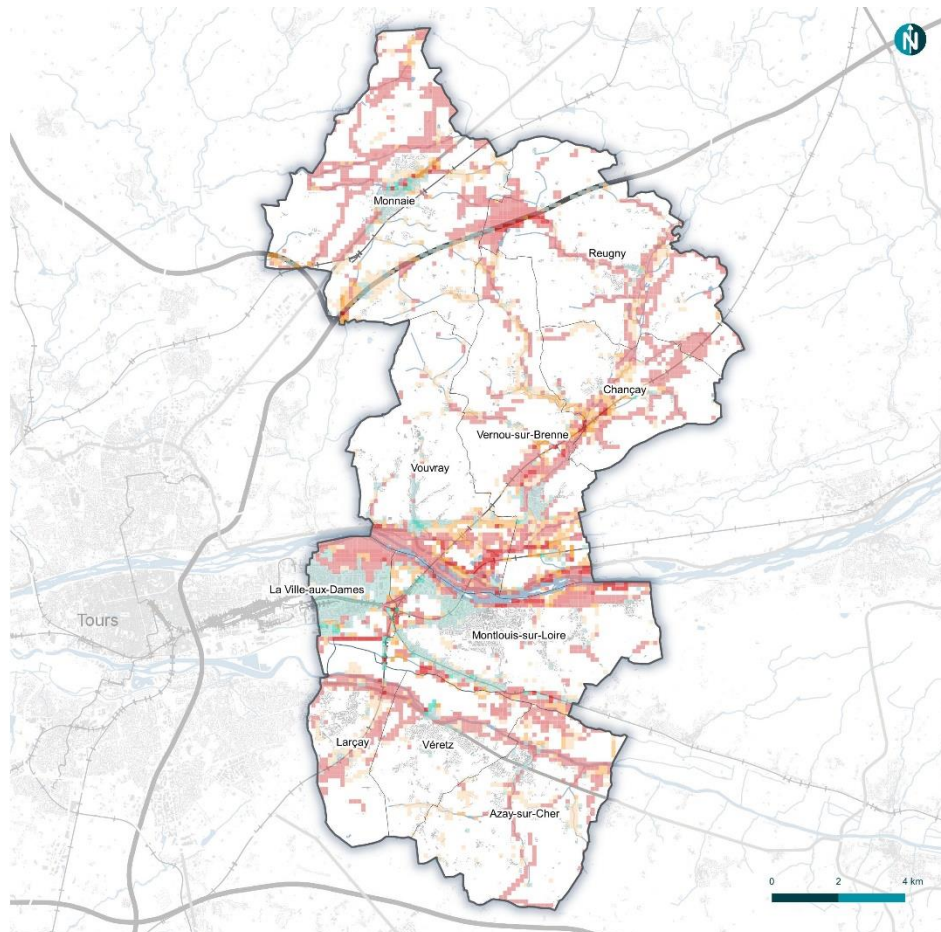 N
Monnaie
Reugny
Chançay
Vernou-sur-Brenne
Vouvray
La Ville-aux-Dames
Tours
Montlouis-sur-Loire
Larçay
Véretz
Azay-sur-Cher
0 2 4 km